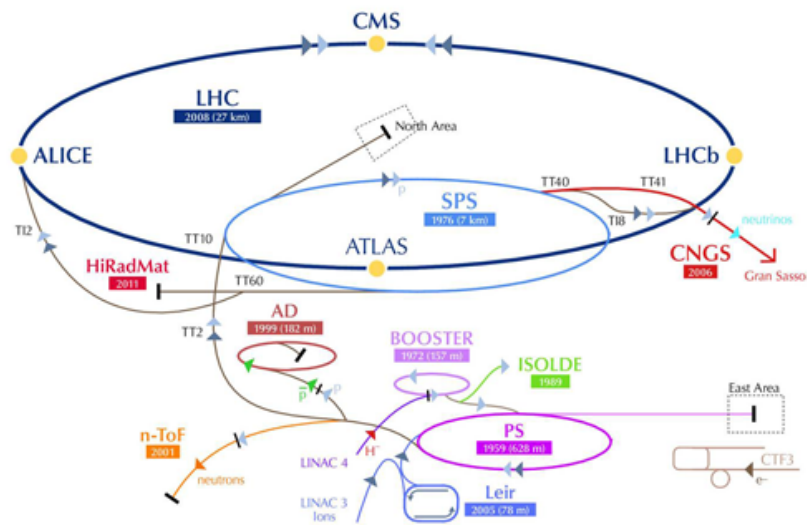 CMS
LHC
2008 (27 km)
North Area
ALICE
LHCb
TT40
TT41
SPS
1976 (7 km)
p
TI8
neutrinos
TI2
TT10
ATLAS
CNGS
2006
Gran Sasso
HiRadMat
2011
TT60
AD
1999 (182 m)
TT2
BOOSTER
1972 (157 m)
ISOLDE
1989
p̅
p
East Area
n-ToF
2001
PS
1959 (628 m)
H⁻
LINAC 4
neutrons
CTF3
e⁻
LINAC 3
Ions
Leir
2005 (78 m)